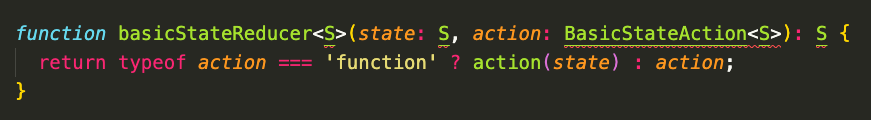 function basicStateReducer<S>(state: S, action: BasicStateAction<S>): S {
return typeof action === 'function' ? action(state) : action;
}